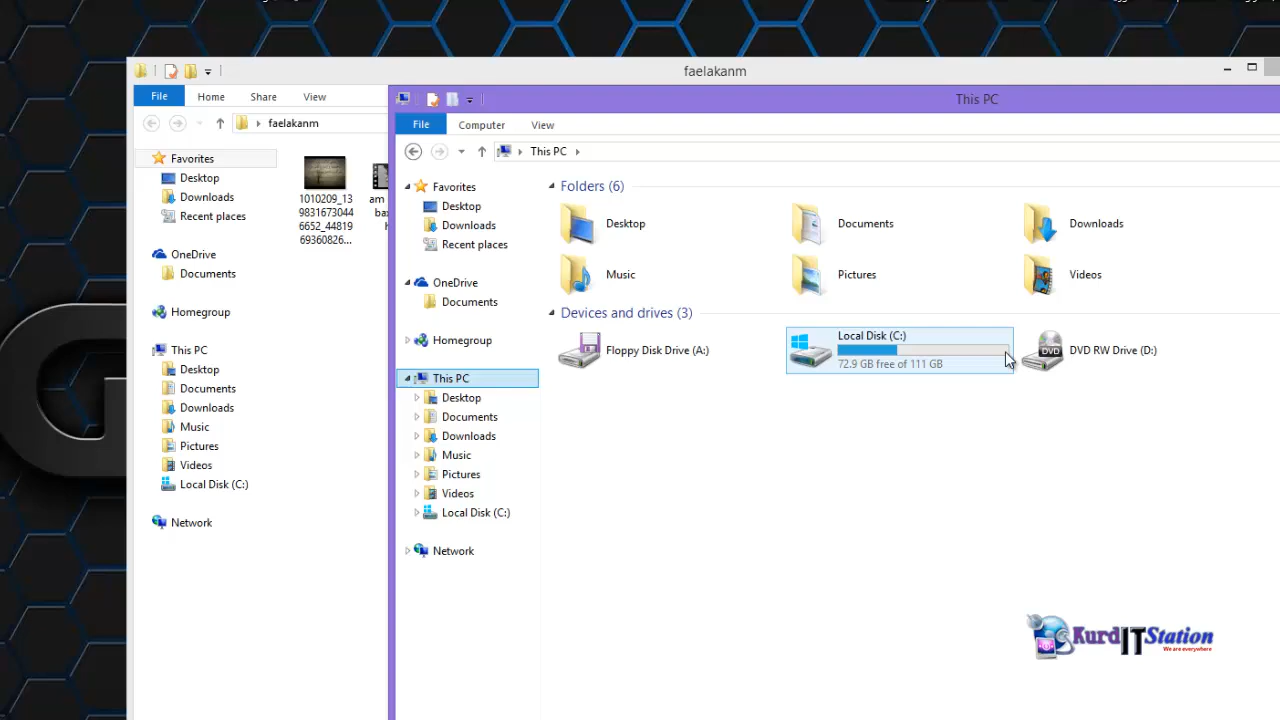 faelakanm
File
Home
Share
View
faelakanm
Favorites
Desktop
Downloads
Recent places
OneDrive
Documents
Homegroup
This PC
Desktop
Documents
Downloads
Music
Pictures
Videos
Local Disk (C:)
Network
1010209_13
9831673044
6652_44819
69360826...
am
This PC
File
Computer
View
This PC
Favorites
Desktop
Downloads
Recent places
OneDrive
Documents
Homegroup
This PC
Desktop
Documents
Downloads
Music
Pictures
Videos
Local Disk (C:)
Network
Folders (6)
Desktop
Documents
Downloads
Music
Pictures
Videos
Devices and drives (3)
Floppy Disk Drive (A:)
Local Disk (C:)
72.9 GB free of 111 GB
DVD
DVD RW Drive (D:)
KurdITStation
We are everywhere